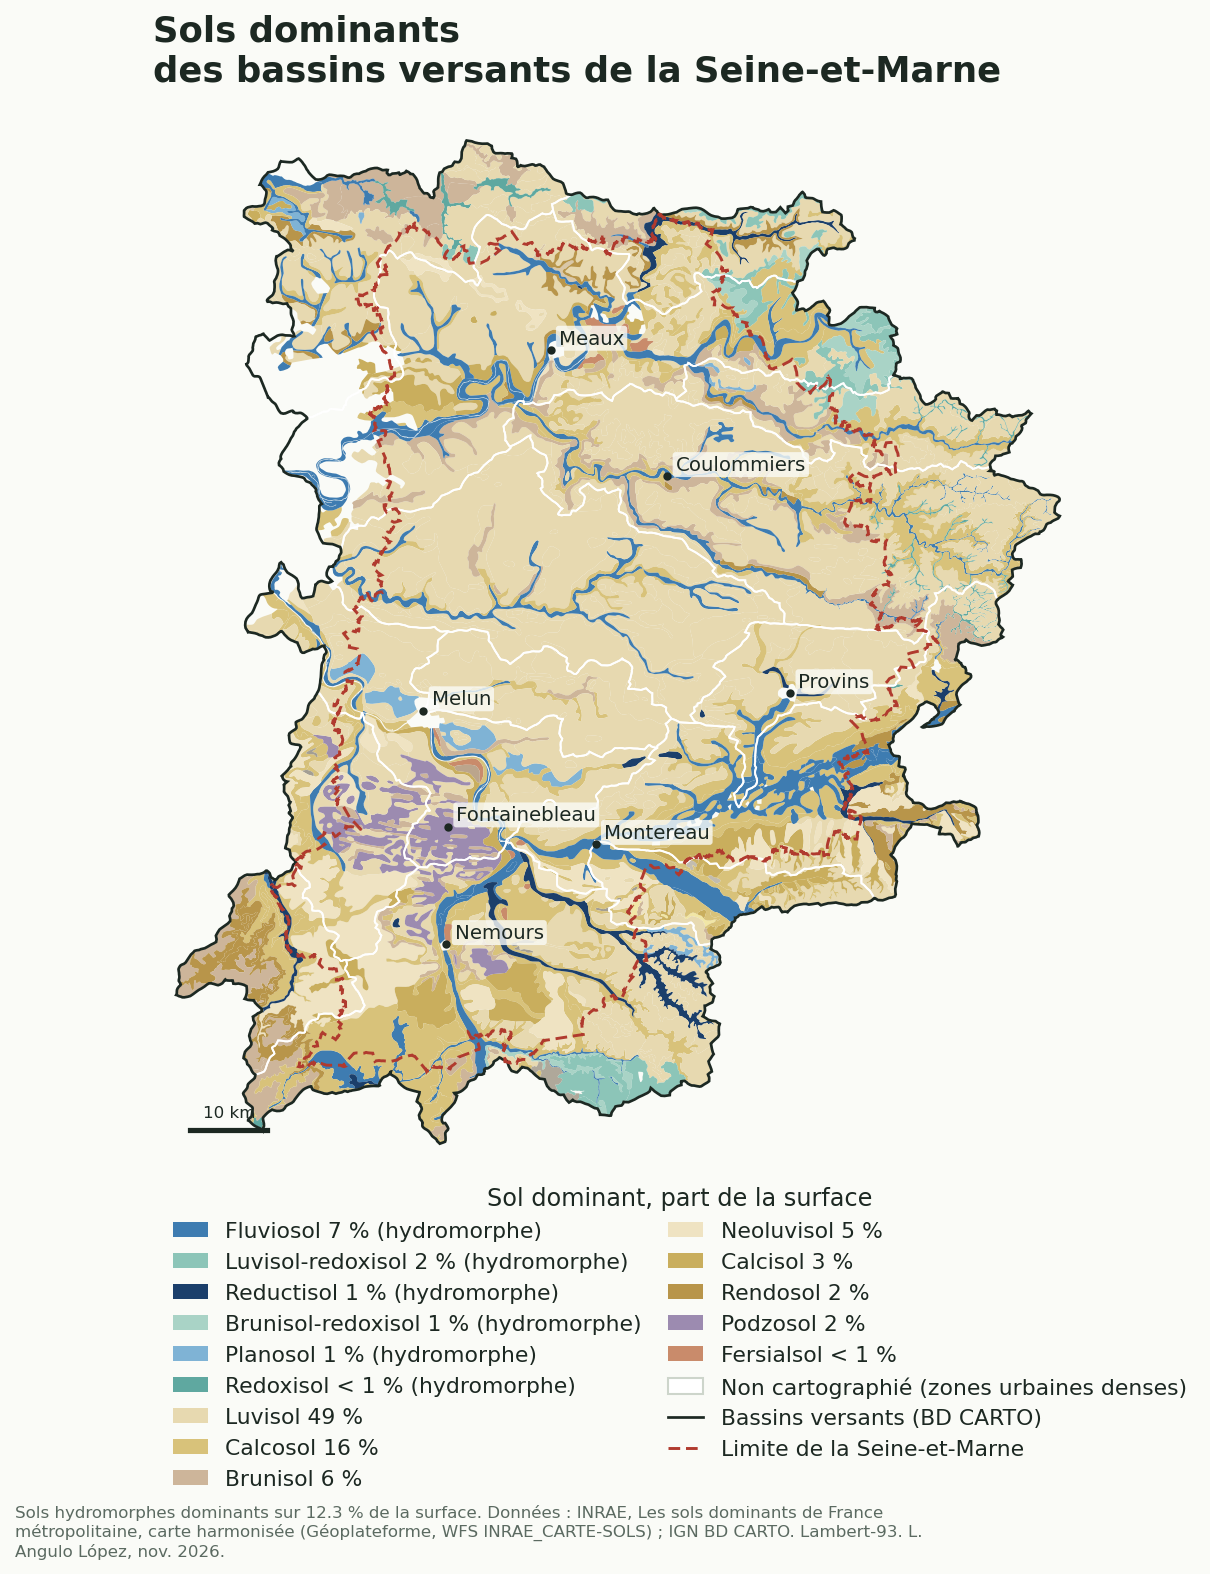 Sols dominants
des bassins versants de la Seine-et-Marne
Meaux
Coulommiers
Provins
Melun
Fontainebleau
Montereau
Nemours
10 km
Sol dominant, part de la surface
Fluviosol 7 % (hydromorphe)
Luvisol-redoxisol 2 % (hydromorphe)
Reductisol 1 % (hydromorphe)
Brunisol-redoxisol 1 % (hydromorphe)
Planosol 1 % (hydromorphe)
Redoxisol < 1 % (hydromorphe)
Luvisol 49 %
Calcosol 16 %
Brunisol 6 %
Neoluvisol 5 %
Calcisol 3 %
Rendosol 2 %
Podzosol 2 %
Fersialsol < 1 %
Non cartographié (zones urbaines denses)
Bassins versants (BD CARTO)
Limite de la Seine-et-Marne
Sols hydromorphes dominants sur 12.3 % de la surface. Données : INRAE, Les sols dominants de France
métropolitaine, carte harmonisée (Géoplateforme, WFS INRAE_CARTE-SOLS) ; IGN BD CARTO. Lambert-93. L.
Angulo López, nov. 2026.